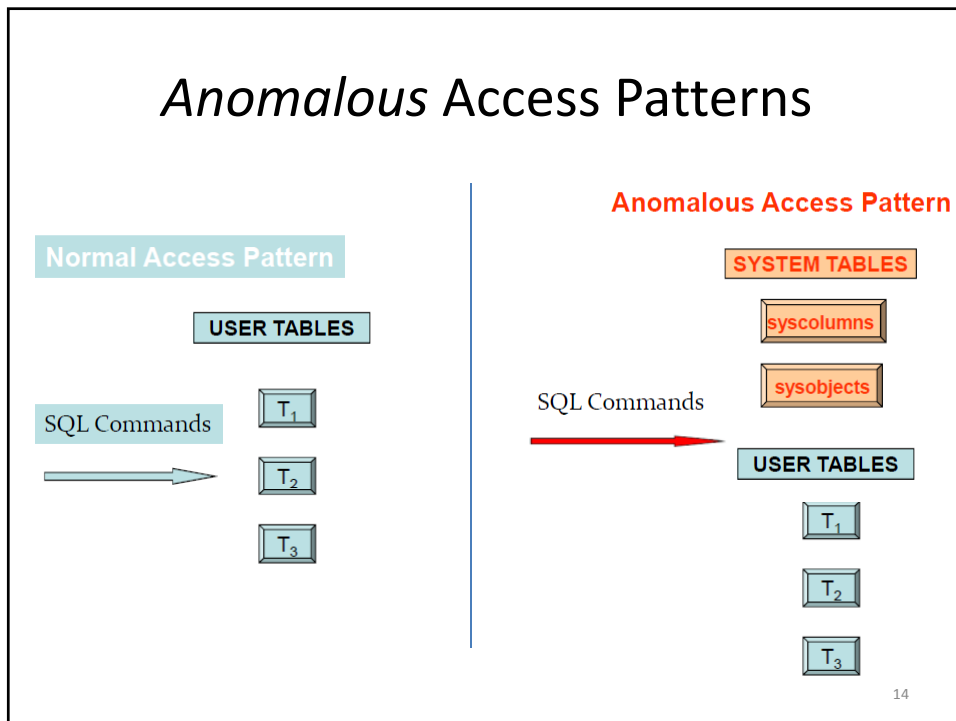 Anomalous Access Patterns
Normal Access Pattern
USER TABLES
SQL Commands
T1
T2
T3
Anomalous Access Pattern
SYSTEM TABLES
syscolumns
sysobjects
SQL Commands
USER TABLES
T1
T2
T3
14